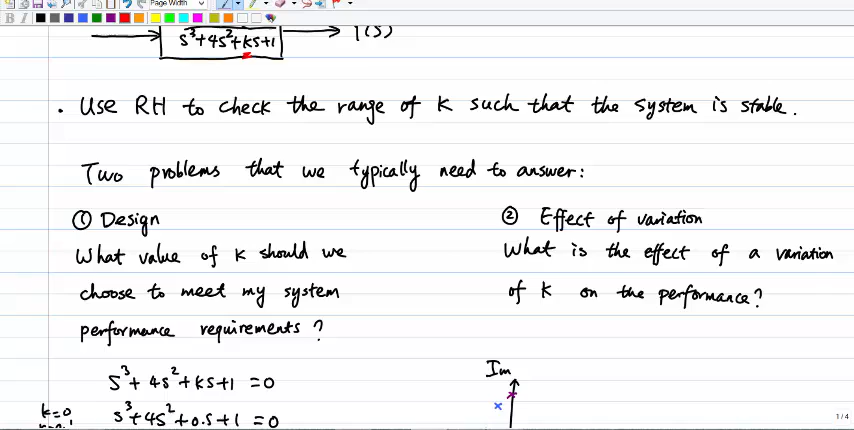 Page Width
B I
S³+4S²+KS+1
Y(S)
. Use RH to check the range of K such that the system is stable.
Two problems that we typically need to answer:
① Design
② Effect of variation
What value of K should we
What is the effect of a variation
choose to meet my system
of K on the performance?
performance requirements?
S³+4S²+KS+1=0
Im
K=0
S³+4S²+0.S+1=0
1/4